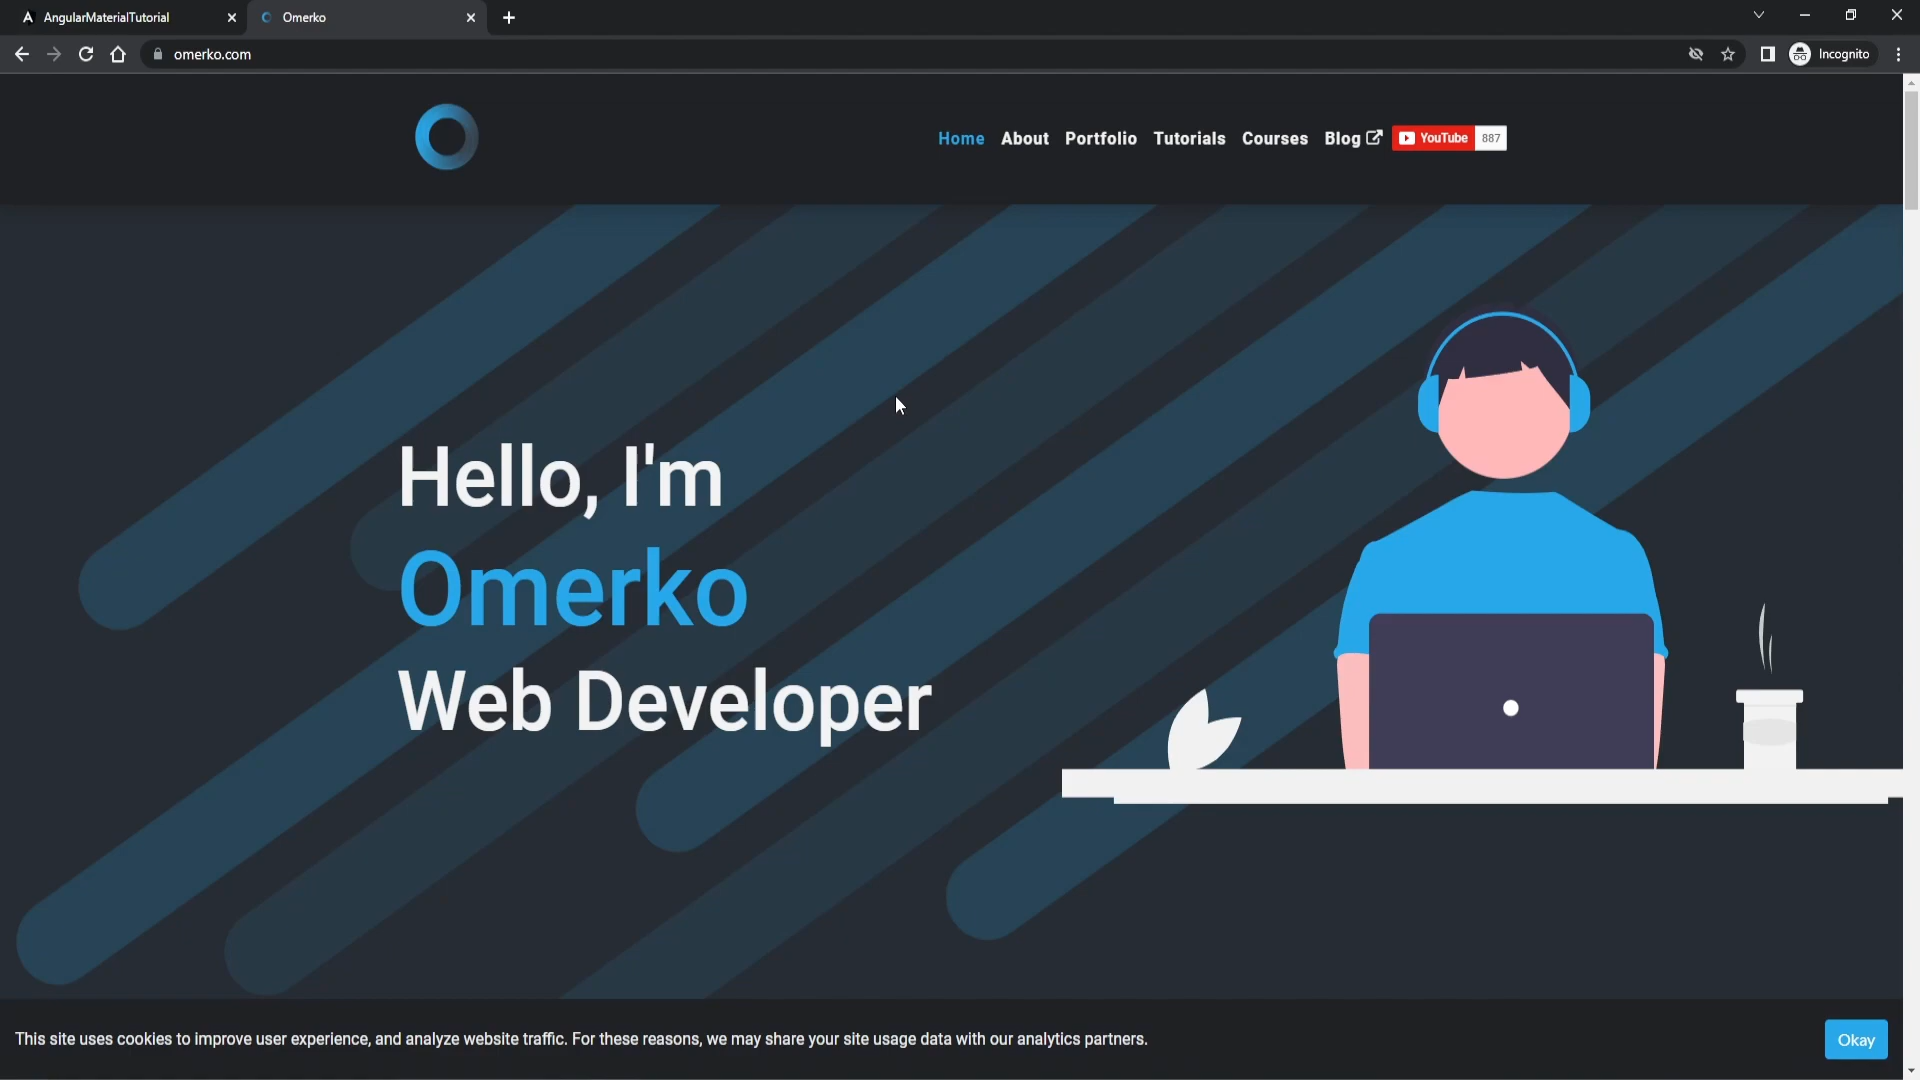 AngularMaterialTutorial
Omerko
omerko.com
Incognito
Home About Portfolio Tutorials Courses Blog YouTube 887
Hello, I'm
Omerko
Web Developer
This site uses cookies to improve user experience, and analyze website traffic. For these reasons, we may share your site usage data with our analytics partners.
Okay